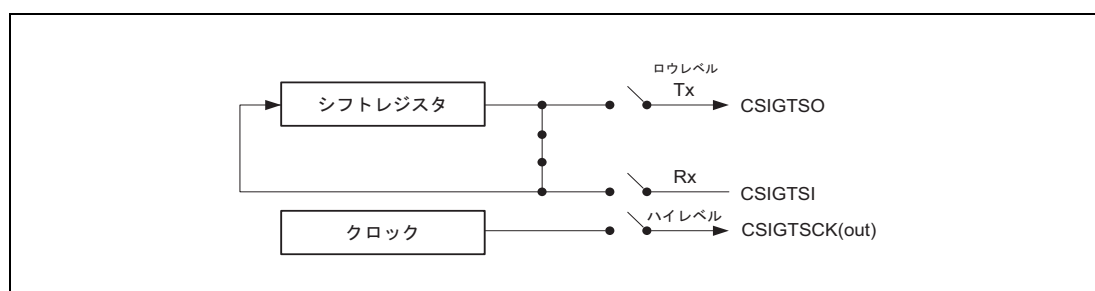 ロウレベル
Tx
シフトレジスタ
CSIGTSO
Rx
CSIGTSI
ハイレベル
クロック
CSIGTSCK(out)